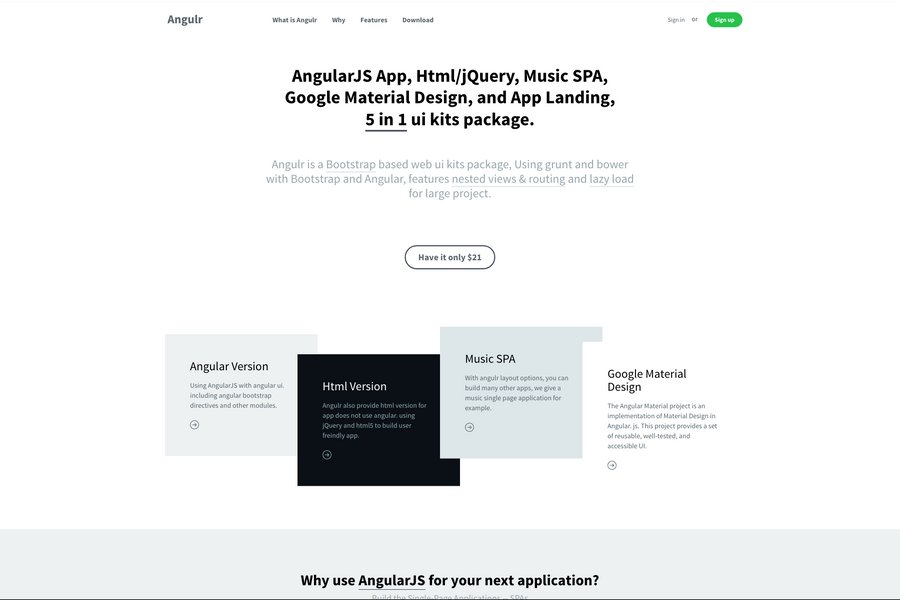 Angulr
What is Angulr
Why
Features
Download
Sign in
or
Sign up
AngularJS App, Html/jQuery, Music SPA,
Google Material Design, and App Landing,
5 in 1 ui kits package.
Angulr is a Bootstrap based web ui kits package, Using grunt and bower
with Bootstrap and Angular, features nested views & routing and lazy load
for large project.
Have it only $21
Angular Version
Using AngularJS with angular ui.
including angular bootstrap
directives and other modules.
Html Version
Angulr also provide html version for
app does not use angular. using
jQuery and html5 to build user
freindly app.
Music SPA
With angulr layout options, you can
build many other apps, we give a
music single page application for
example.
Google Material
Design
The Angular Material project is an
implementation of Material Design in
Angular. js. This project provides a set
of reusable, well-tested, and
accessible UI.
Why use AngularJS for your next application?
Build the Single-Page Applications – SPAs